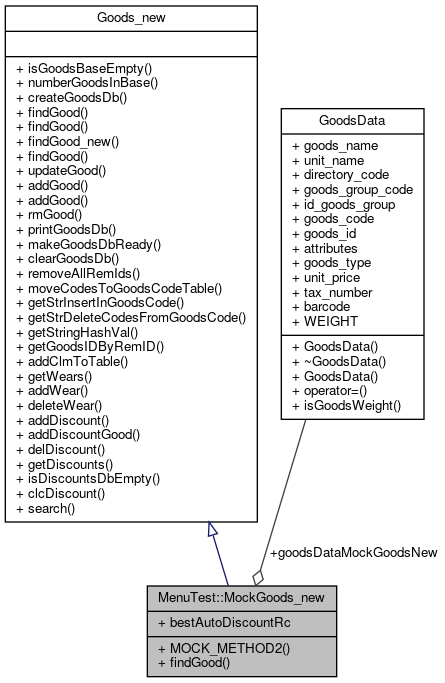 Goods_new
+ isGoodsBaseEmpty()
+ numberGoodsInBase()
+ createGoodsDb()
+ findGood()
+ findGood()
+ findGood_new()
+ findGood()
+ updateGood()
+ addGood()
+ addGood()
+ rmGood()
+ printGoodsDb()
+ makeGoodsDbReady()
+ clearGoodsDb()
+ removeAllRemIds()
+ moveCodesToGoodsCodeTable()
+ getStrInsertInGoodsCode()
+ getStrDeleteCodesFromGoodsCode()
+ getStringHashVal()
+ getGoodsIDByRemID()
+ addClmToTable()
+ getWears()
+ addWear()
+ deleteWear()
+ addDiscount()
+ addDiscountGood()
+ delDiscount()
+ getDiscounts()
+ isDiscountsDbEmpty()
+ clcDiscount()
+ search()
GoodsData
+ goods_name
+ unit_name
+ directory_code
+ goods_group_code
+ id_goods_group
+ goods_code
+ goods_id
+ attributes
+ goods_type
+ unit_price
+ tax_number
+ barcode
+ WEIGHT
+ GoodsData()
+ ~GoodsData()
+ GoodsData()
+ operator=()
+ isGoodsWeight()
+goodsDataMockGoodsNew
MenuTest::MockGoods_new
+ bestAutoDiscountRc
+ MOCK_METHOD2()
+ findGood()